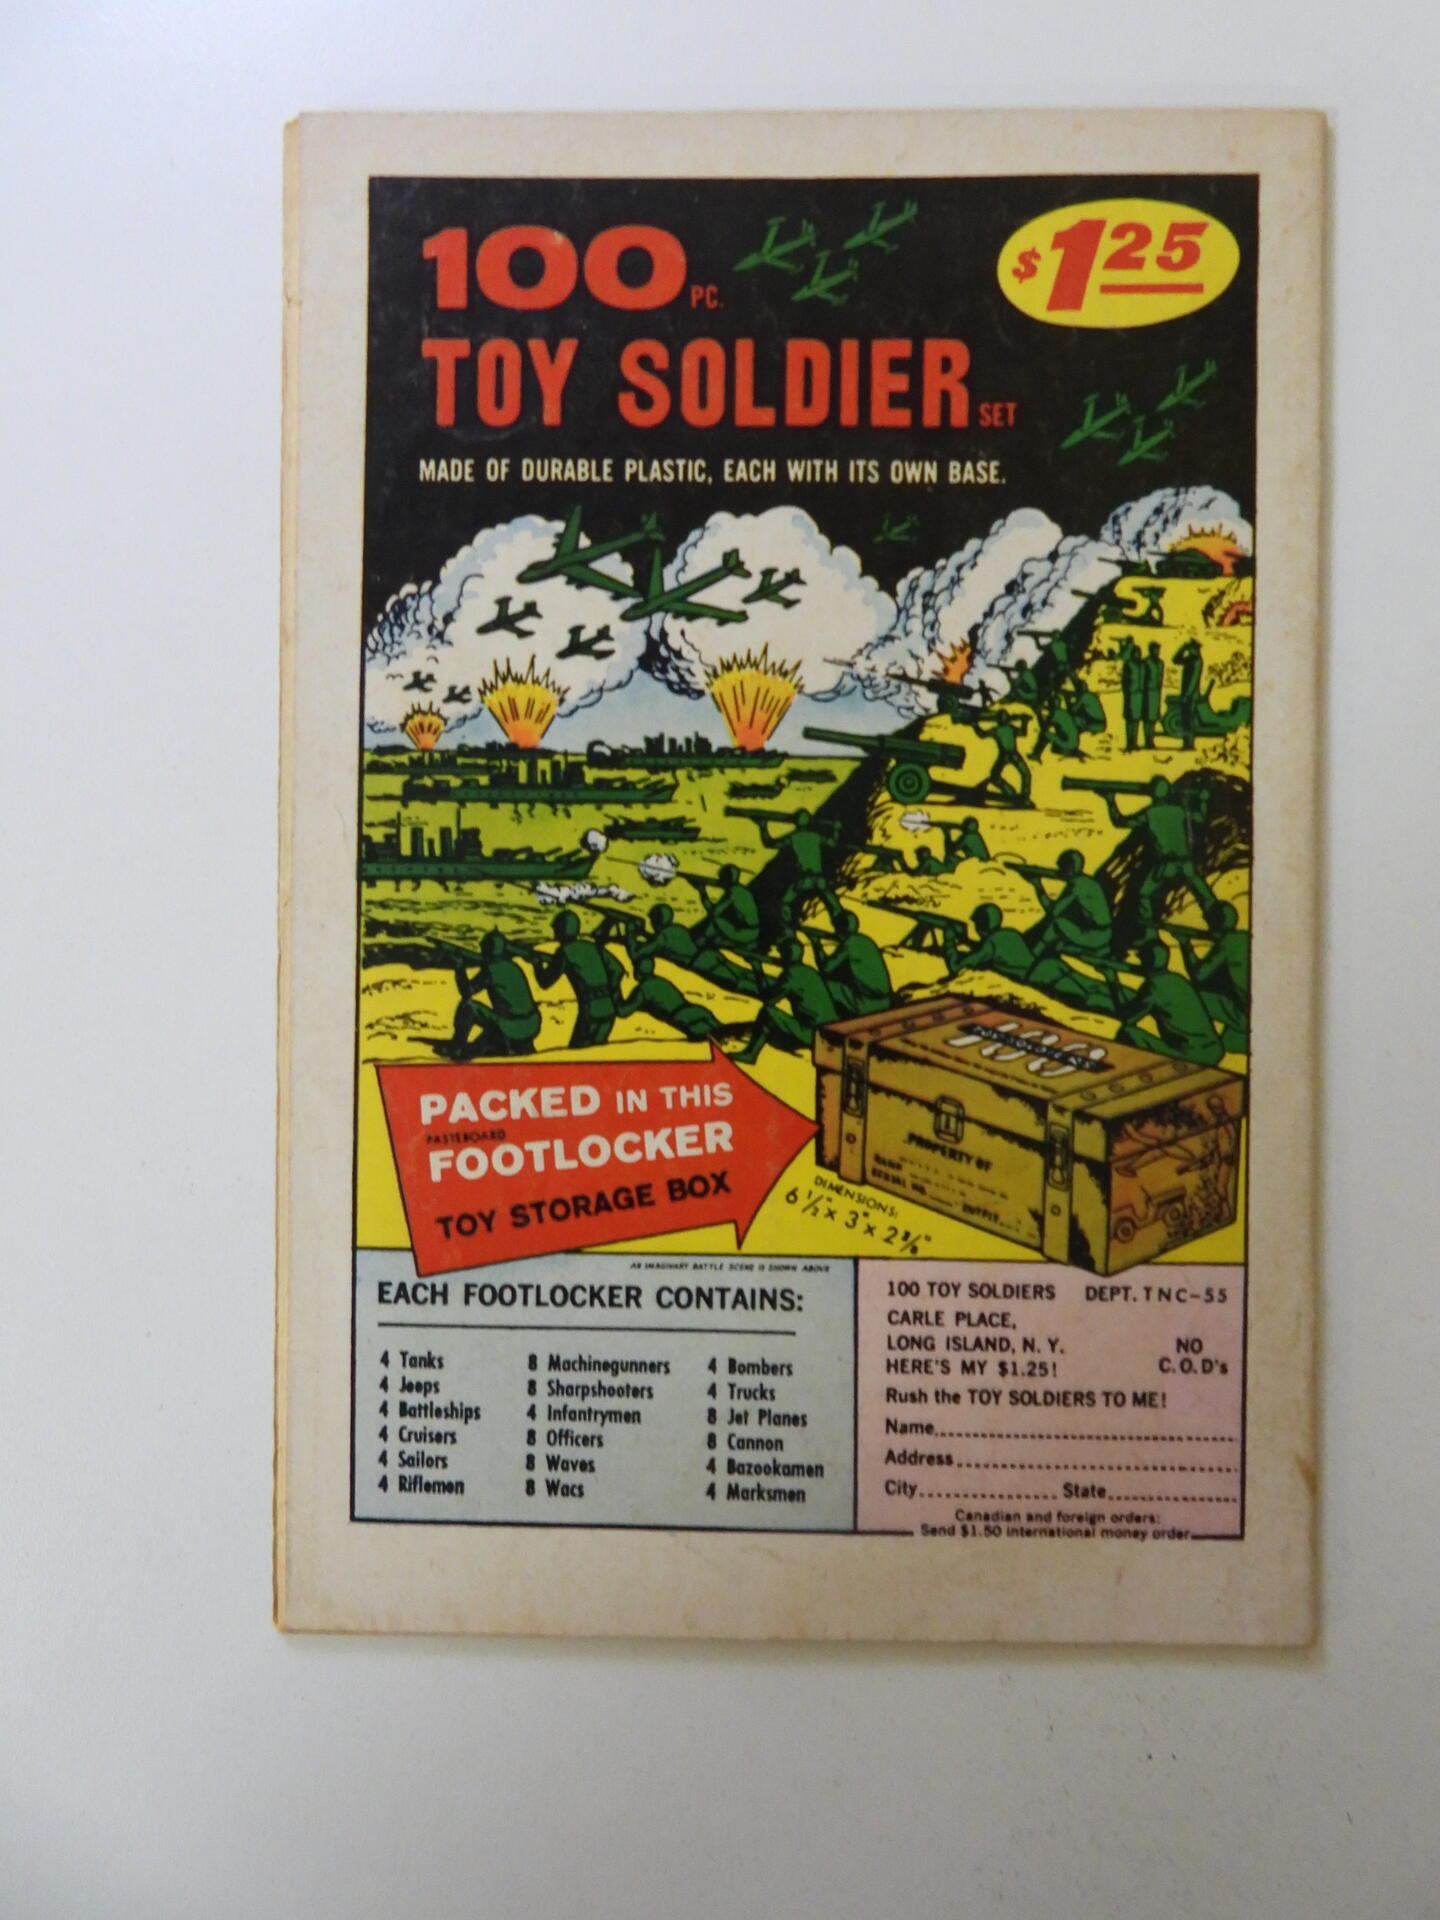 100 PC.
$1.25
TOY SOLDIER SET
MADE OF DURABLE PLASTIC, EACH WITH ITS OWN BASE.
PACKED IN THIS
PASTEBOARD
FOOTLOCKER
TOY STORAGE BOX
100
PROPERTY OF
SERIAL NO.
OUTFIT
DIMENSIONS:
6 1/2" x 3" x 2 3/8"
AN IMAGINARY BATTLE SCENE IS SHOWN ABOVE
EACH FOOTLOCKER CONTAINS:
4 Tanks
4 Jeeps
4 Battleships
4 Cruisers
4 Sailors
4 Riflemen
8 Machinegunners
8 Sharpshooters
4 Infantrymen
8 Officers
8 Waves
8 Wacs
4 Bombers
4 Trucks
8 Jet Planes
8 Cannon
4 Bazookamen
4 Marksmen
100 TOY SOLDIERS DEPT. TNC-55
CARLE PLACE,
LONG ISLAND, N. Y.
HERE'S MY $1.25!
NO
C.O.D's
Rush the TOY SOLDIERS TO ME!
Name
Address
City State
Canadian and foreign orders:
Send $1.50 international money order